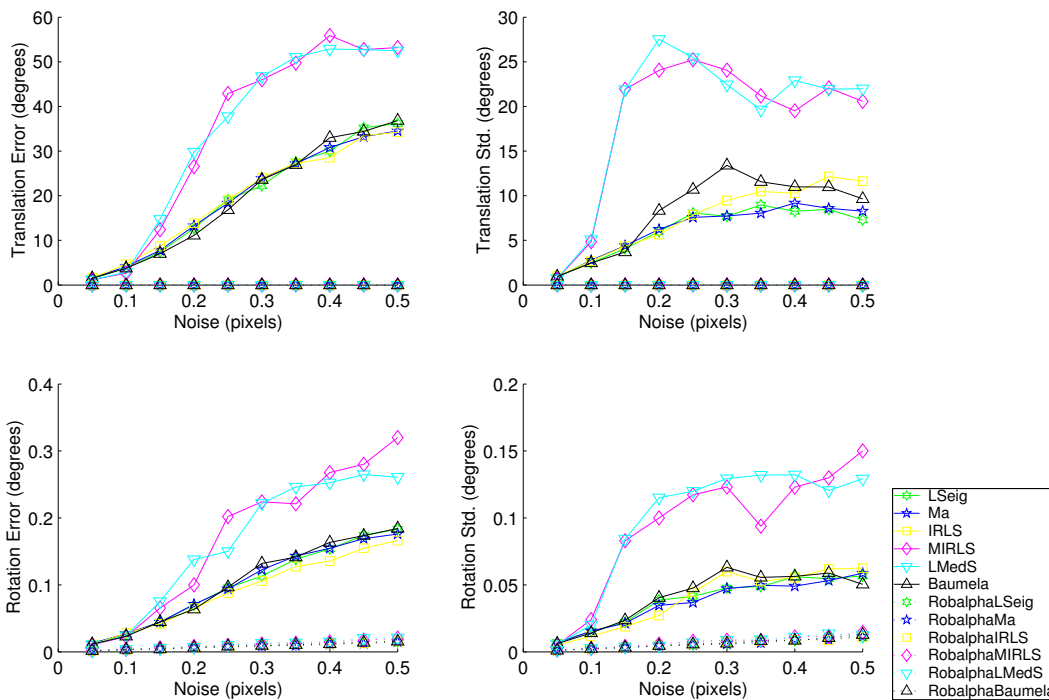 60
50
40
30
20
10
0
Translation Error (degrees)
0 0.1 0.2 0.3 0.4 0.5
Noise (pixels)
30
25
20
15
10
5
0
Translation Std. (degrees)
0 0.1 0.2 0.3 0.4 0.5
Noise (pixels)
0.4
0.3
0.2
0.1
0
Rotation Error (degrees)
0 0.1 0.2 0.3 0.4 0.5
Noise (pixels)
0.2
0.15
0.1
0.05
0
Rotation Std. (degrees)
0 0.1 0.2 0.3 0.4 0.5
Noise (pixels)
LSeig
Ma
IRLS
MIRLS
LMedS
Baumela
RobalphaLSeig
RobalphaMa
RobalphaIRLS
RobalphaMIRLS
RobalphaLMedS
RobalphaBaumela